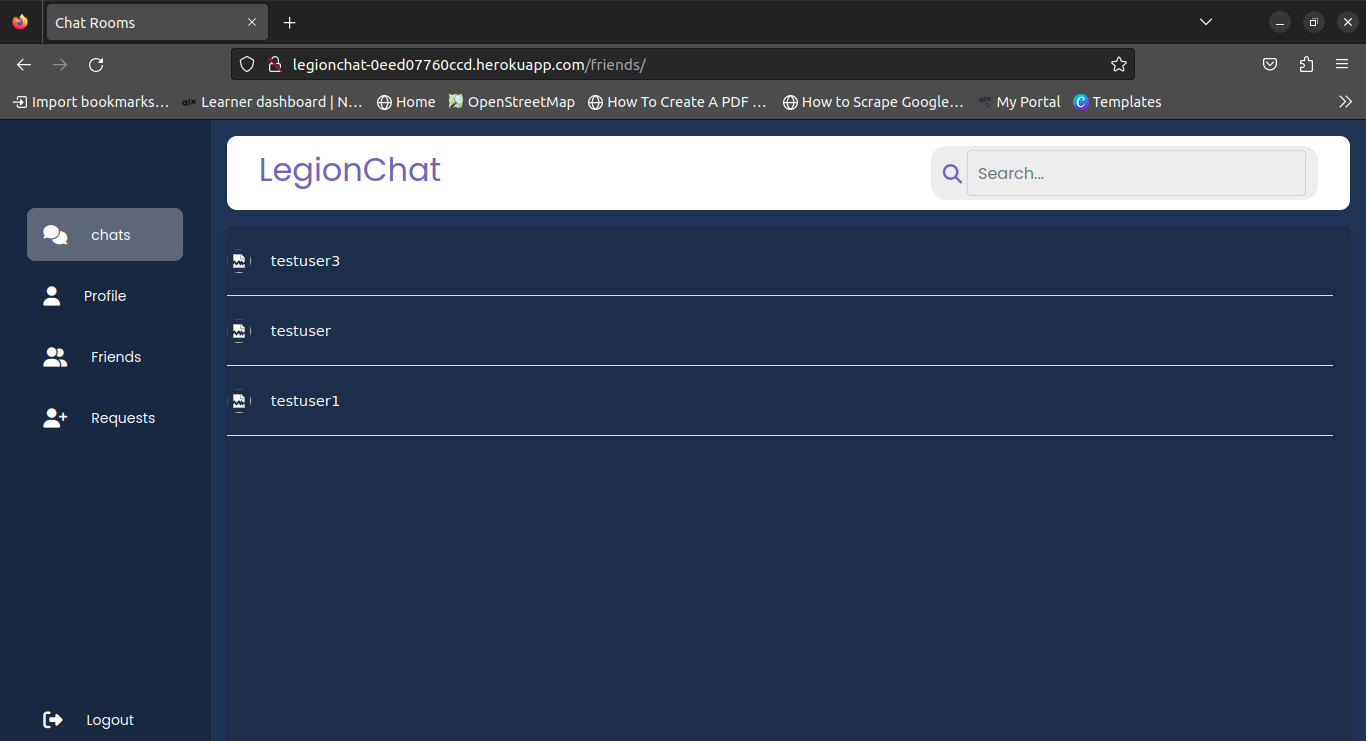 Chat Rooms
legionchat-0eed07760ccd.herokuapp.com/friends/
Import bookmarks... Learner dashboard | N... Home OpenStreetMap How To Create A PDF ... How to Scrape Google... My Portal Templates
LegionChat
Search...
chats
Profile
Friends
Requests
Logout
testuser3
testuser
testuser1